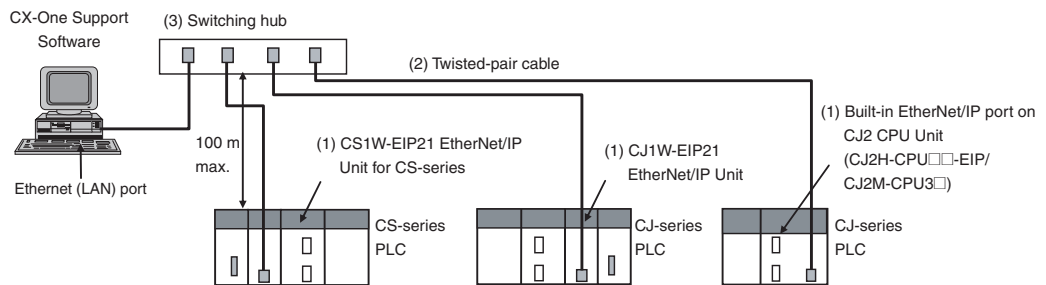 CX-One Support
Software
(3) Switching hub
(2) Twisted-pair cable
(1) Built-in EtherNet/IP port on
CJ2 CPU Unit
(CJ2H-CPU□□-EIP/
CJ2M-CPU3□)
100 m
max.
(1) CS1W-EIP21 EtherNet/IP
Unit for CS-series
(1) CJ1W-EIP21
EtherNet/IP Unit
Ethernet (LAN) port
CS-series
PLC
CJ-series
PLC
CJ-series
PLC